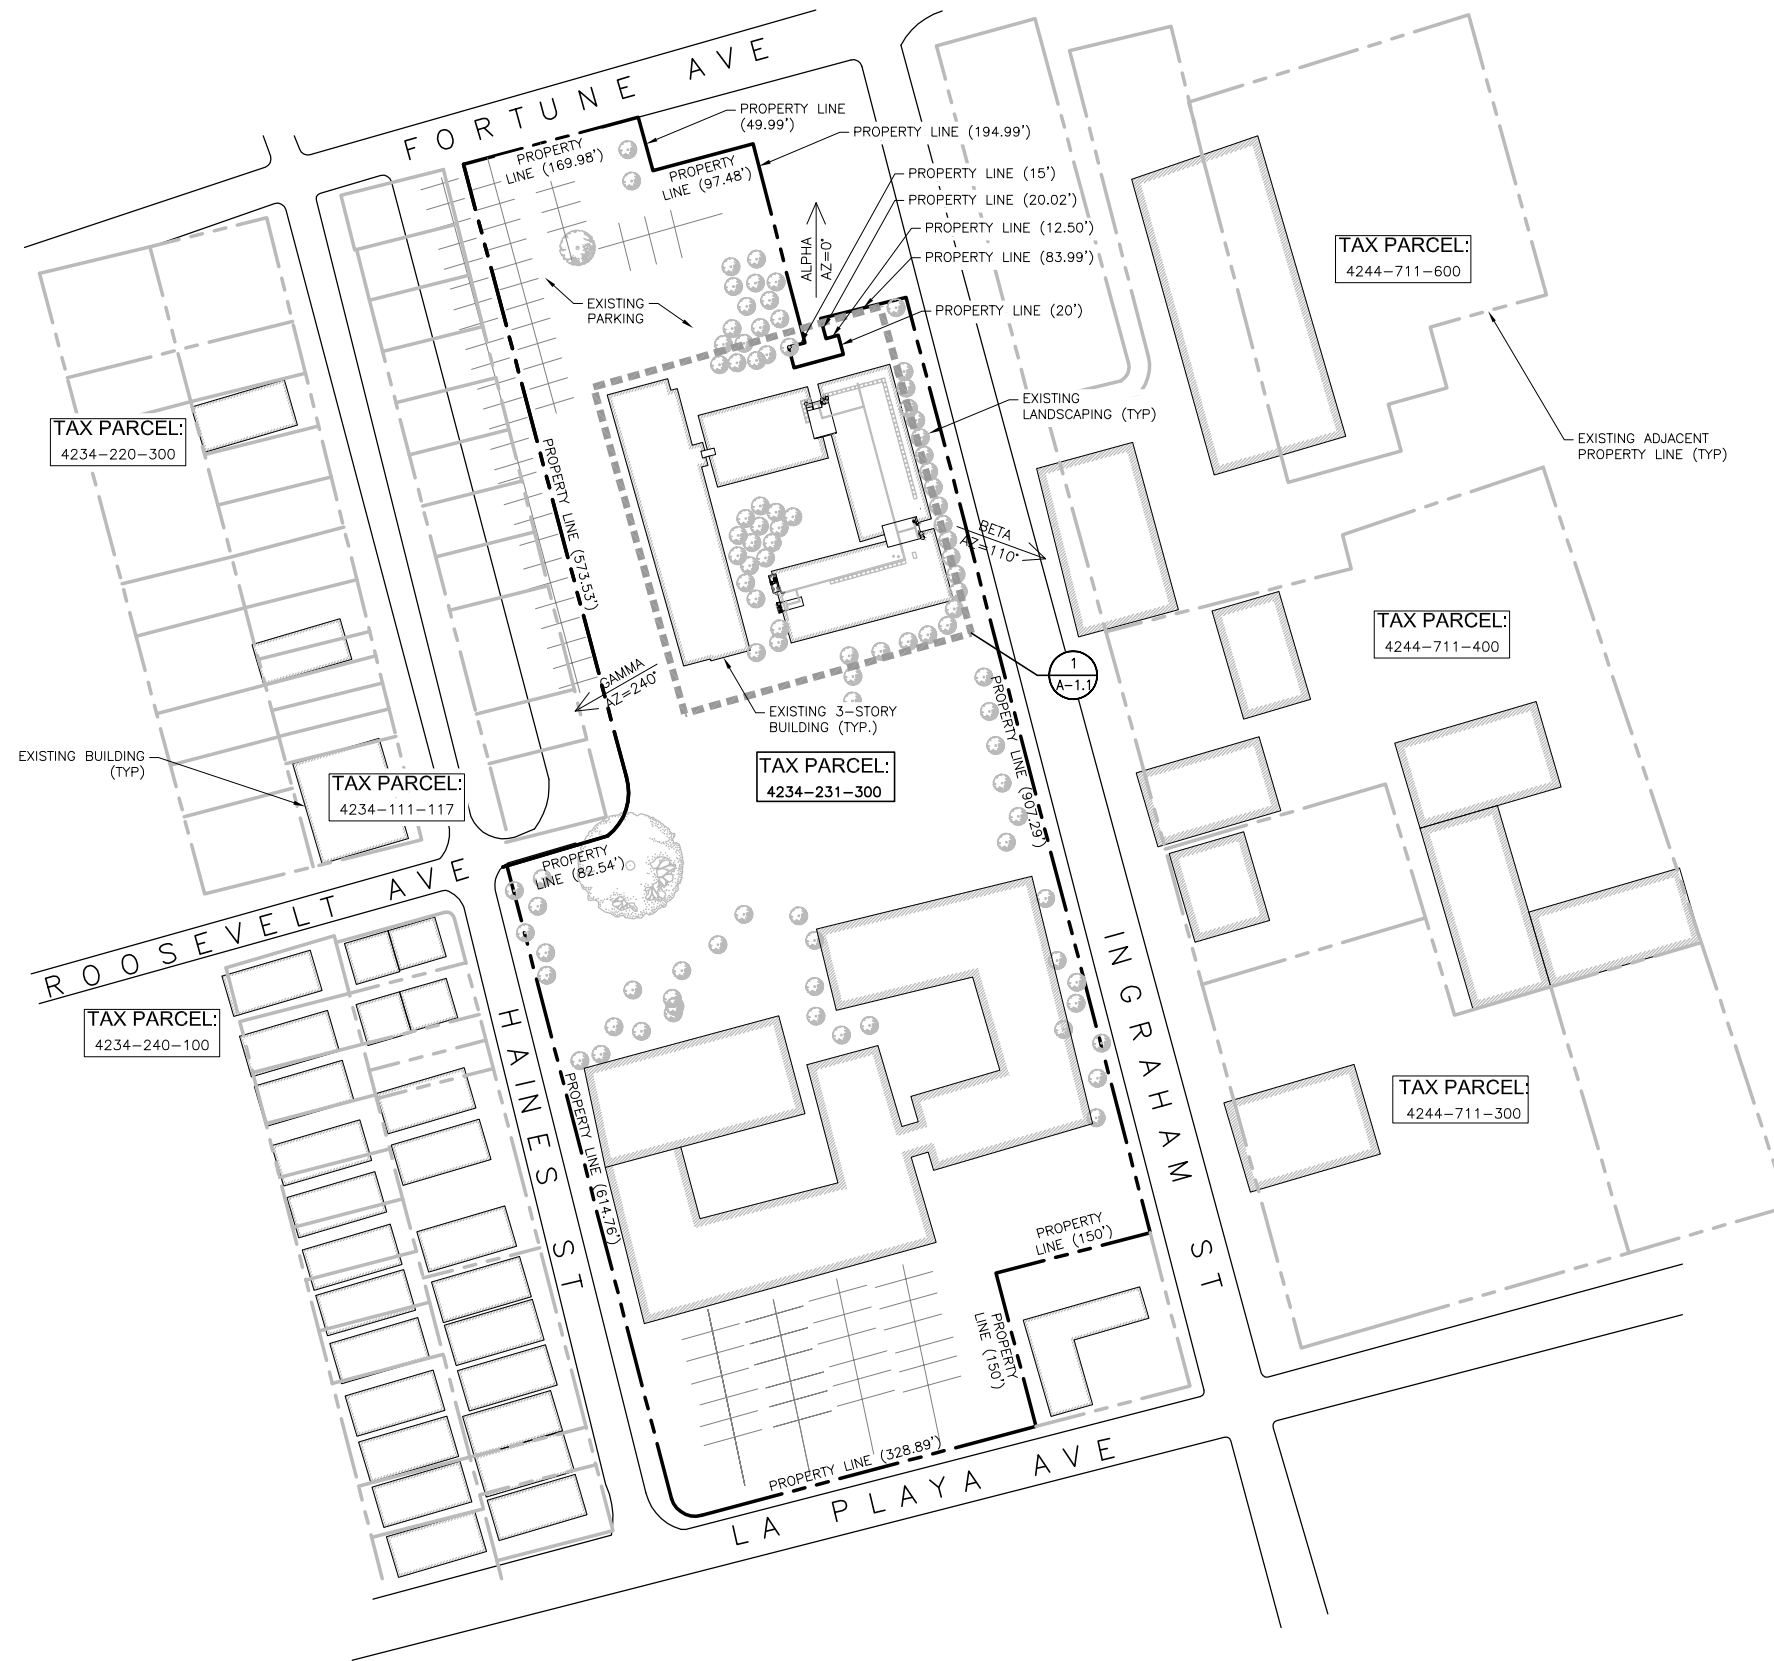 FORTUNE AVE
PROPERTY LINE
(49.99')
PROPERTY LINE (194.99')
PROPERTY
LINE (169.98')
PROPERTY
LINE (97.48')
PROPERTY LINE (15')
PROPERTY LINE (20.02')
PROPERTY LINE (12.50')
PROPERTY LINE (83.99')
PROPERTY LINE (20')
ALPHA
AZ=0°
EXISTING
PARKING
TAX PARCEL:
4244-711-600
EXISTING
LANDSCAPING (TYP)
EXISTING ADJACENT
PROPERTY LINE (TYP)
TAX PARCEL:
4234-220-300
PROPERTY LINE (573.53')
BETA
AZ=110°
TAX PARCEL:
4244-711-400
GAMMA
AZ=240°
1
A-1.1
EXISTING 3-STORY
BUILDING (TYP.)
PROPERTY LINE (907.29')
EXISTING BUILDING
(TYP)
TAX PARCEL:
4234-111-117
TAX PARCEL:
4234-231-300
PROPERTY
LINE (82.54')
ROOSEVELT AVE
TAX PARCEL:
4234-240-100
HAINES ST
INGRAHAM ST
PROPERTY LINE (614.76')
TAX PARCEL:
4244-711-300
PROPERTY
LINE (150')
PROPERTY
LINE (150')
PROPERTY LINE (328.89')
LA PLAYA AVE